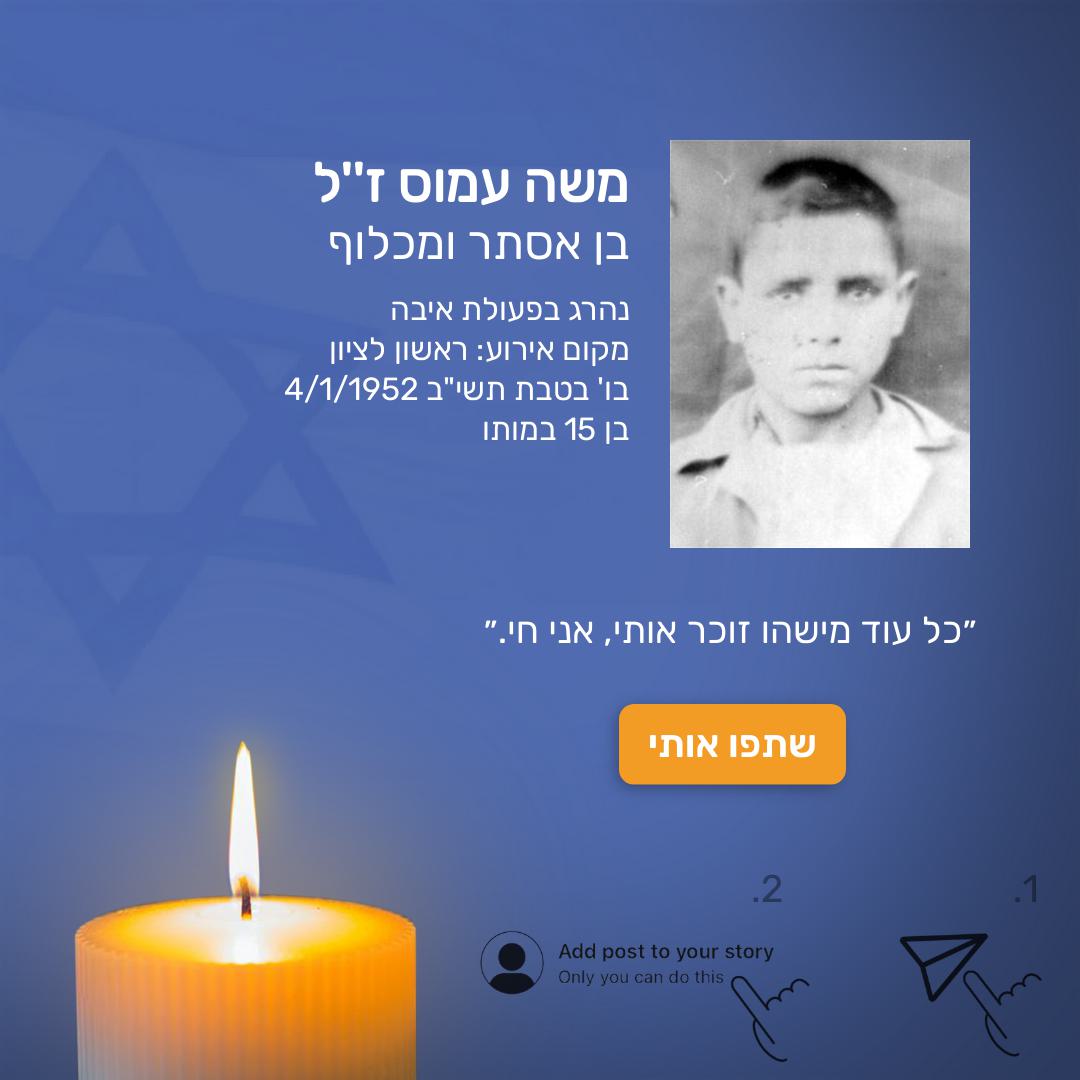 משה עמוס ז"ל
בן אסתר ומכלוף
נהרג בפעולת איבה
מקום אירוע: ראשון לציון
בו' בטבת תשי"ב 4/1/1952
בן 15 במותו
״כל עוד מישהו זוכר אותי, אני חי.״
שתפו אותי
.1
.2
Add post to your story
Only you can do this